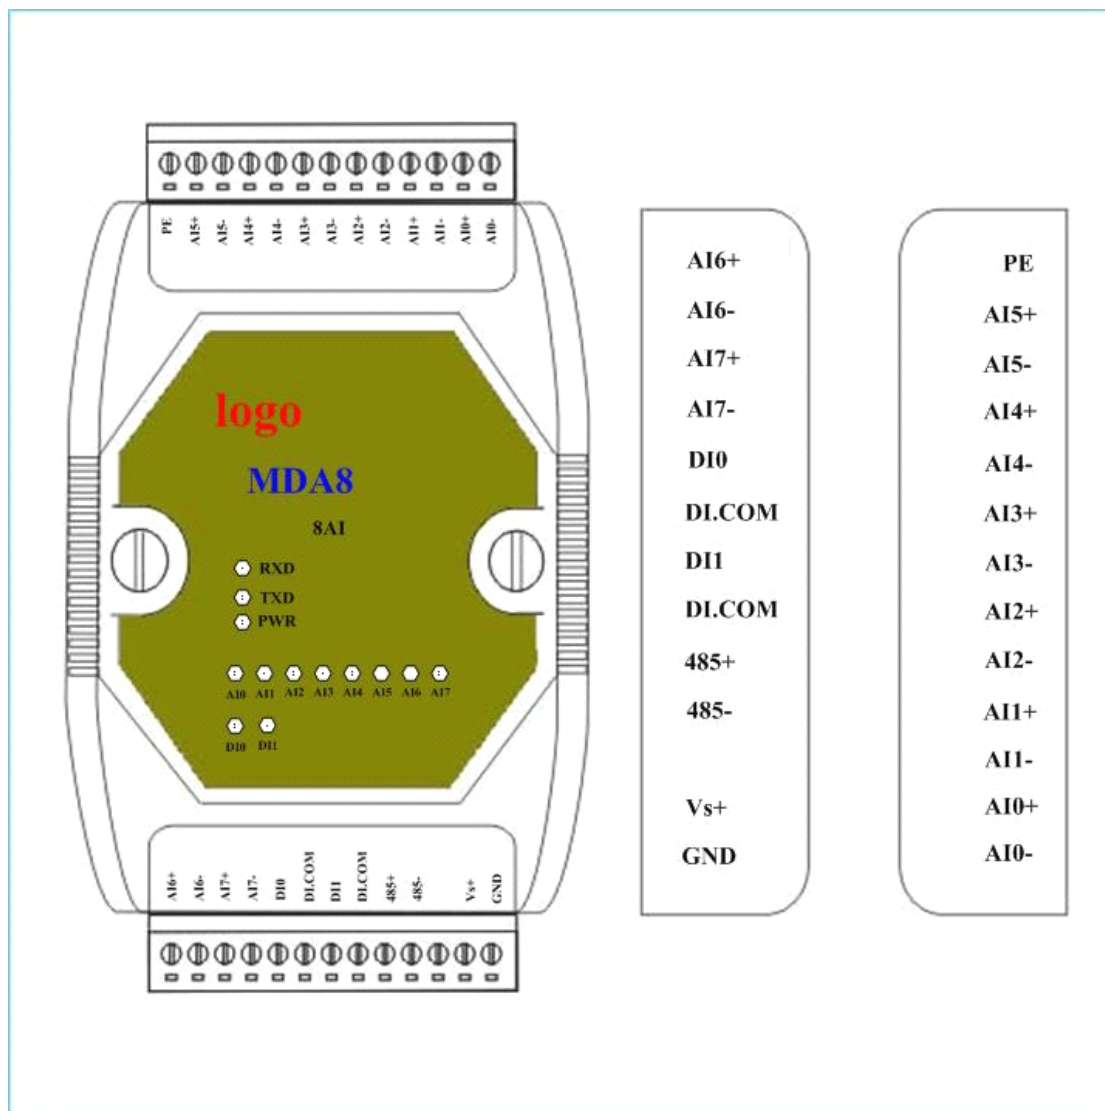 PE AI5+ AI5- AI4+ AI4- AI3+ AI3- AI2+ AI2- AI1+ AI1- AI0+ AI0-
logo
MDA8
8AI
RXD
TXD
PWR
AI0 AI1 AI2 AI3 AI4 AI5 AI6 AI7
DI0 DI1
AI6+ AI6- AI7+ AI7- DI0 DI.COM DI1 DI.COM 485+ 485- Vs+ GND
AI6+
AI6-
AI7+
AI7-
DI0
DI.COM
DI1
DI.COM
485+
485-
Vs+
GND
PE
AI5+
AI5-
AI4+
AI4-
AI3+
AI3-
AI2+
AI2-
AI1+
AI1-
AI0+
AI0-